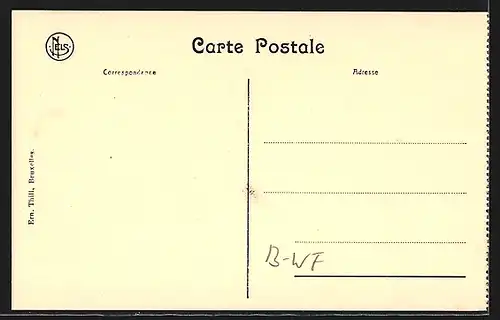 NELS
Carte Postale
Correspondance
Adresse
Ern. Thill, Bruxelles.
B-WF